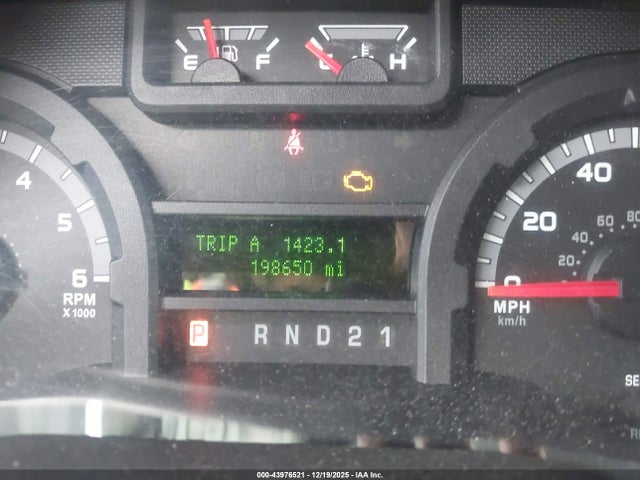 E F
C H
4
5
6
RPM
X1000
TRIP A 1423.1
198650 mi
P R N D 2 1
40
20
0
80
60
40
20
MPH
km/h
000-43976521 - 12/19/2025 - IAA Inc.